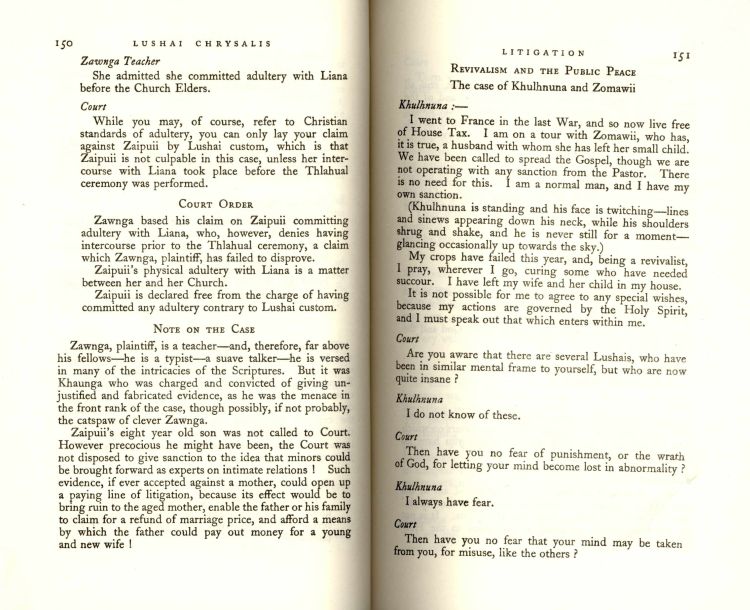 150 LUSHAI CHRYSALIS
Zawnga Teacher
She admitted she committed adultery with Liana
before the Church Elders.
Court
While you may, of course, refer to Christian
standards of adultery, you can only lay your claim
against Zaipuii by Lushai custom, which is that
Zaipuii is not culpable in this case, unless her inter-
course with Liana took place before the Thlahual
ceremony was performed.
COURT ORDER
Zawnga based his claim on Zaipuii committing
adultery with Liana, who, however, denies having
intercourse prior to the Thlahual ceremony, a claim
which Zawnga, plaintiff, has failed to disprove.
Zaipuii's physical adultery with Liana is a matter
between her and her Church.
Zaipuii is declared free from the charge of having
committed any adultery contrary to Lushai custom.
NOTE ON THE CASE
Zawnga, plaintiff, is a teacher—and, therefore, far above
his fellows—he is a typist—a suave talker—he is versed
in many of the intricacies of the Scriptures. But it was
Khaunga who was charged and convicted of giving un-
justified and fabricated evidence, as he was the menace in
the front rank of the case, though possibly, if not probably,
the catspaw of clever Zawnga.
Zaipuii's eight year old son was not called to Court.
However precocious he might have been, the Court was
not disposed to give sanction to the idea that minors could
be brought forward as experts on intimate relations ! Such
evidence, if ever accepted against a mother, could open up
a paying line of litigation, because its effect would be to
bring ruin to the aged mother, enable the father or his family
to claim for a refund of marriage price, and afford a means
by which the father could pay out money for a young
and new wife !
LITIGATION 151
REVIVALISM AND THE PUBLIC PEACE
The case of Khulhnuna and Zomawii
Khulhnuna :—
I went to France in the last War, and so now live free
of House Tax. I am on a tour with Zomawii, who has,
it is true, a husband with whom she has left her small child.
We have been called to spread the Gospel, though we are
not operating with any sanction from the Pastor. There
is no need for this. I am a normal man, and I have my
own sanction.
(Khulhnuna is standing and his face is twitching—lines
and sinews appearing down his neck, while his shoulders
shrug and shake, and he is never still for a moment—
glancing occasionally up towards the sky.)
My crops have failed this year, and, being a revivalist,
I pray, wherever I go, curing some who have needed
succour. I have left my wife and her child in my house.
It is not possible for me to agree to any special wishes,
because my actions are governed by the Holy Spirit,
and I must speak out that which enters within me.
Court
Are you aware that there are several Lushais, who have
been in similar mental frame to yourself, but who are now
quite insane ?
Khulhnuna
I do not know of these.
Court
Then have you no fear of punishment, or the wrath
of God, for letting your mind become lost in abnormality ?
Khulhnuna
I always have fear.
Court
Then have you no fear that your mind may be taken
from you, for misuse, like the others ?